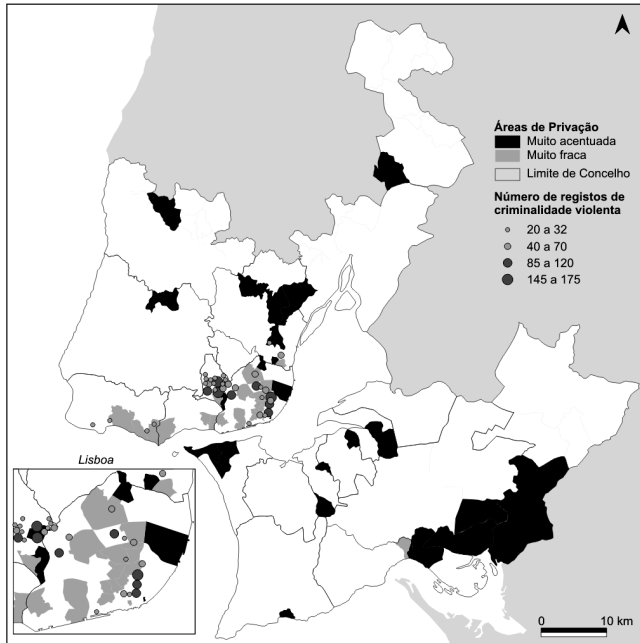 Áreas de Privação
Muito acentuada
Muito fraca
Limite de Concelho
Número de registos de
criminalidade violenta
20 a 32
40 a 70
85 a 120
145 a 175
Lisboa
0 10 km